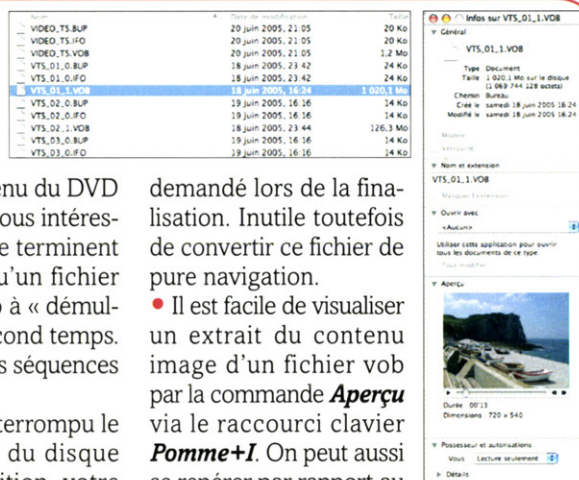 Nom Date de modification Taille
VIDEO_TS.BUP 20 juin 2005, 21:05 20 Ko
VIDEO_TS.IFO 20 juin 2005, 21:05 20 Ko
VIDEO_TS.VOB 20 juin 2005, 21:05 1,2 Mo
VTS_01_0.BUP 18 juin 2005, 23 42 24 Ko
VTS_01_0.IFO 18 juin 2005, 23:42 24 Ko
VTS_01_1.VOB 18 juin 2005, 16:24 1 020,1 Mo
VTS_02_0.BUP 19 juin 2005, 16:16 14 Ko
VTS_02_0.IFO 19 juin 2005, 16 16 14 Ko
VTS_02_1.VOB 18 juin 2005, 23 44 126,3 Mo
VTS_03_0.BUP 19 juin 2005, 16:16 14 Ko
VTS_03_0.IFO 19 juin 2005, 16:16 14 Ko
enu du DVD
ous intéres-
e terminent
u'un fichier
à « démul-
cond temps.
s séquences
terrompu le
du disque
ition, votre
demandé lors de la fina-
lisation. Inutile toutefois
de convertir ce fichier de
pure navigation.
• Il est facile de visualiser
un extrait du contenu
image d'un fichier vob
par la commande Aperçu
via le raccourci clavier
Pomme+I. On peut aussi
se repérer par rapport au
Infos sur VTS_01_1.VOB
Général
VTS_01_1.VOB
Type Document
Taille 1 020,1 Mo sur le disque
(1 069 744 128 octets)
Chemin Bureau
Créé le samedi 18 juin 2005 16:24
Modifié le samedi 18 juin 2005 16:24
Modèle
Verrouillé
Nom et extension
VTS_01_1.VOB
Masquer l'extension
Ouvrir avec
<Aucun>
Utiliser cette application pour ouvrir
tous les documents de ce type.
Tout modifier
Aperçu
Durée 00'13
Dimensions 720 x 540
Possesseur et autorisations
Vous Lecture seulement
Détails